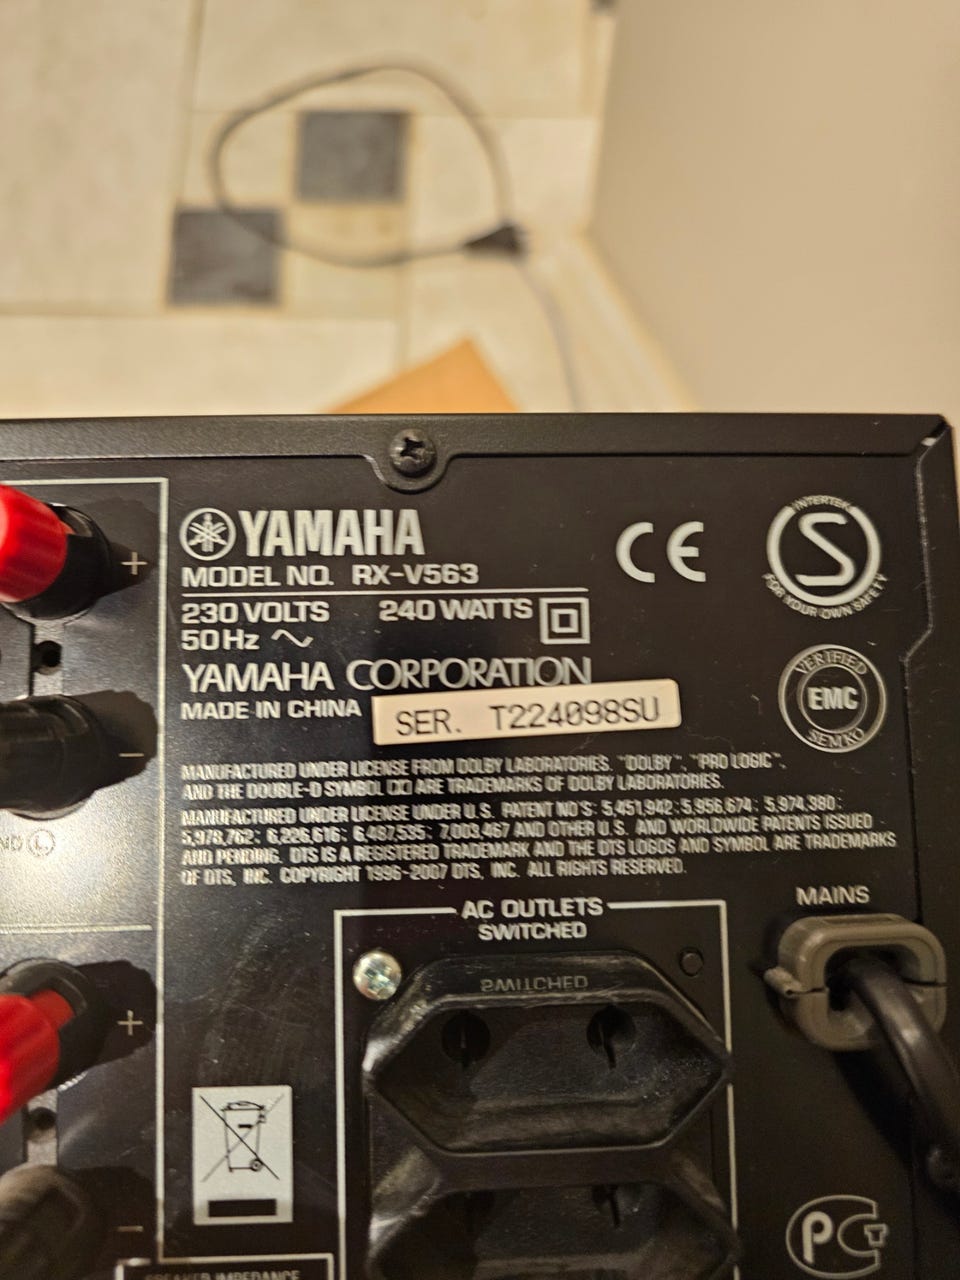 YAMAHA
MODEL NO. RX-V563
230 VOLTS 240 WATTS
50Hz
YAMAHA CORPORATION
MADE IN CHINA
SER. T224098SU
CE
INTERTEK
S
FOR YOUR OWN SAFETY
VERIFIED
EMC
SEMKO
MANUFACTURED UNDER LICENSE FROM DOLBY LABORATORIES. "DOLBY", "PRO LOGIC",
AND THE DOUBLE-D SYMBOL ARE TRADEMARKS OF DOLBY LABORATORIES.
MANUFACTURED UNDER LICENSE UNDER U.S. PATENT NO'S: 5,451,942; 5,956,674; 5,974,380;
5,978,762; 6,226,616; 6,487,535; 7,003,467 AND OTHER U.S. AND WORLDWIDE PATENTS ISSUED
AND PENDING. DTS IS A REGISTERED TRADEMARK AND THE DTS LOGOS AND SYMBOL ARE TRADEMARKS
OF DTS, INC. COPYRIGHT 1996-2007 DTS, INC. ALL RIGHTS RESERVED.
+
−
L
AC OUTLETS
SWITCHED
MAINS
SWITCHED
+
−
PCT
SPEAKER IMPEDANCE